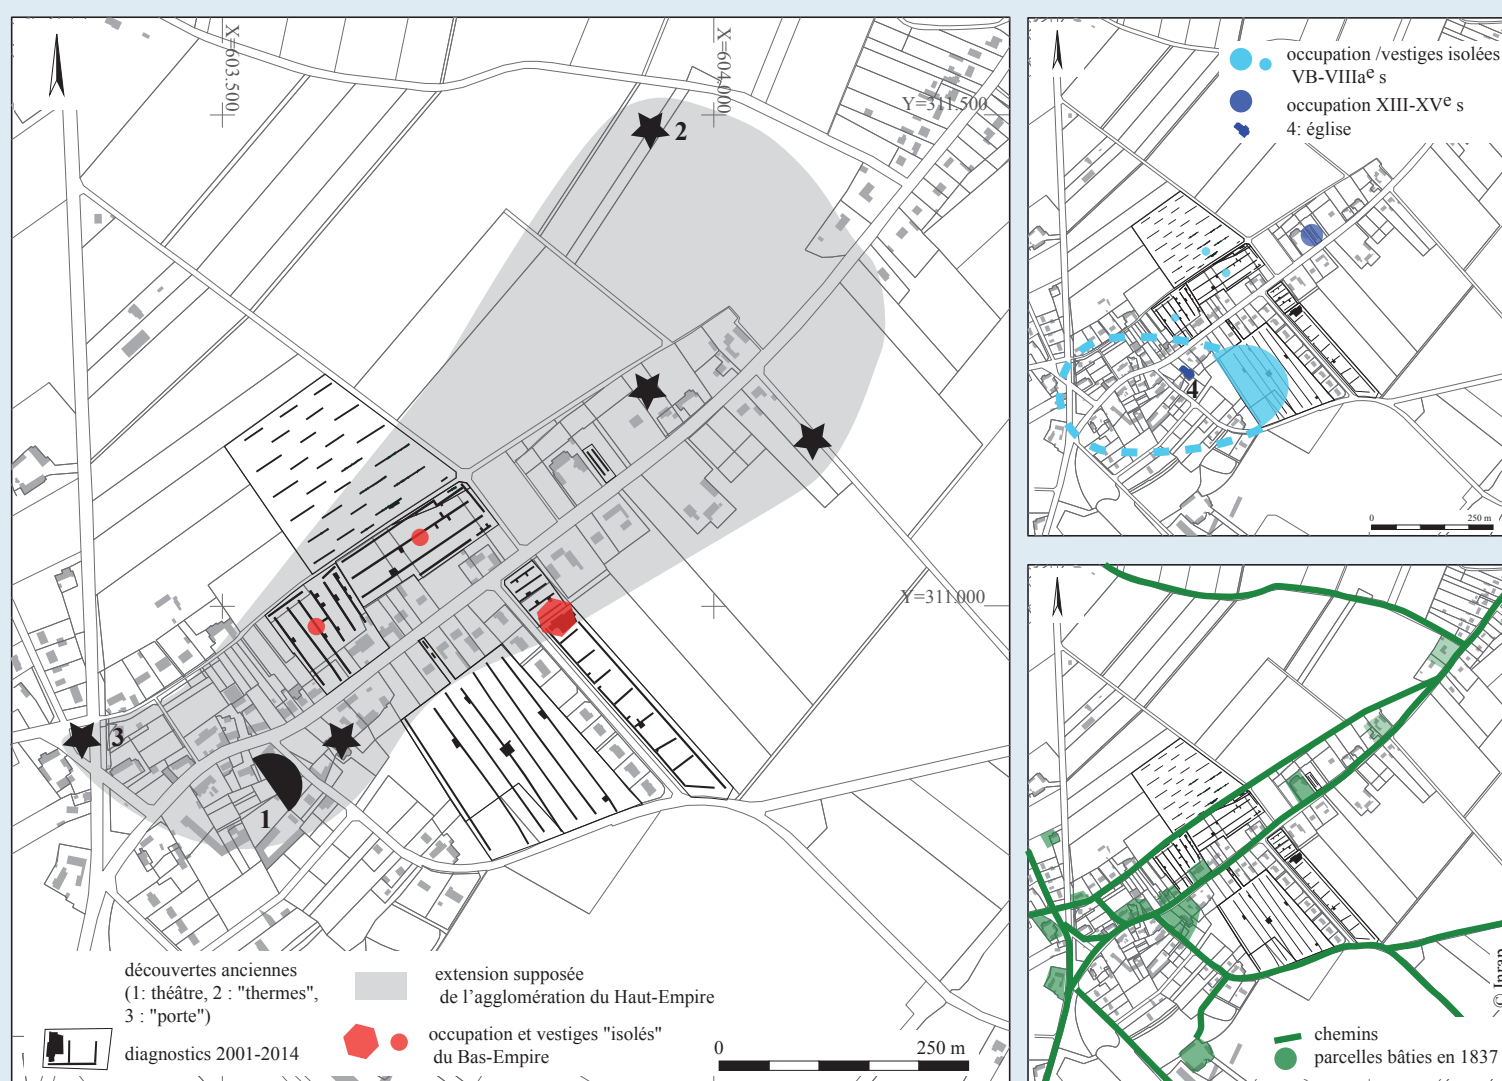 X=603.500
X=604.000
Y=311.500
Y=311.000
2
3
1
découvertes anciennes
(1: théâtre, 2 : "thermes",
3 : "porte")
diagnostics 2001-2014
extension supposée
de l'agglomération du Haut-Empire
occupation et vestiges "isolés"
du Bas-Empire
0 250 m
occupation /vestiges isolées
VB-VIIIae s
occupation XIII-XVe s
4: église
4
0 250 m
© Inrap
chemins
parcelles bâties en 1837